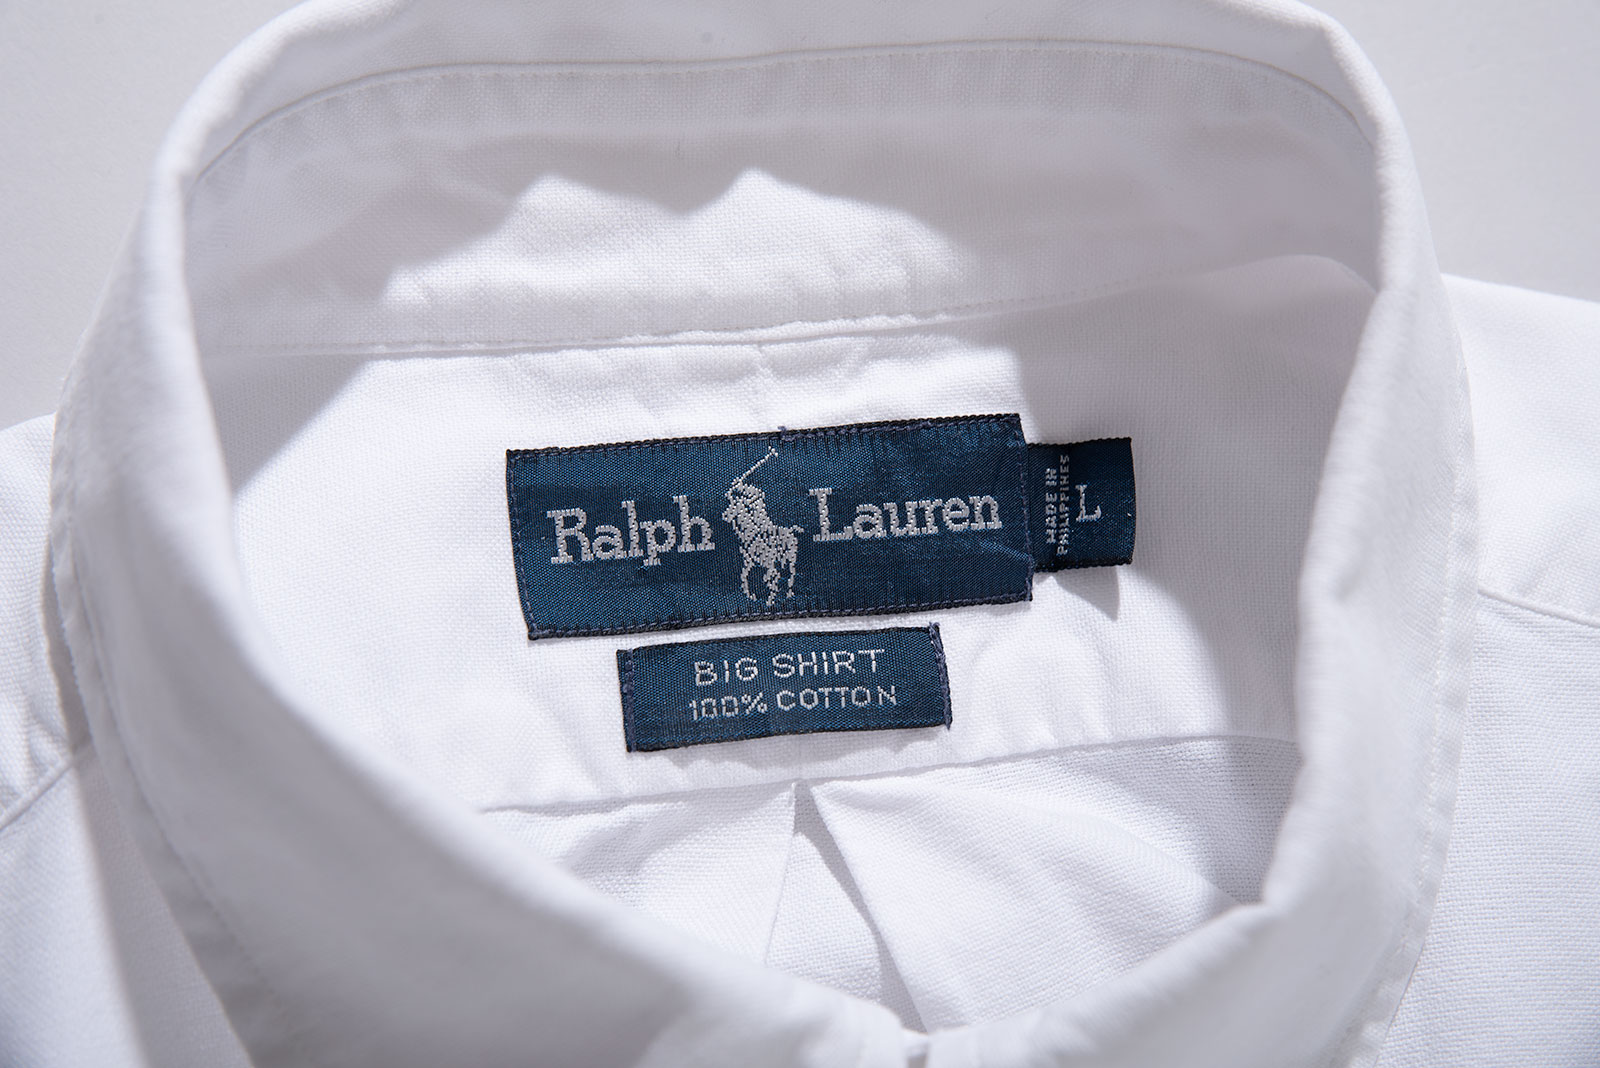 Ralph Lauren
MADE IN
PHILIPPINES
L
BIG SHIRT
100% COTTON